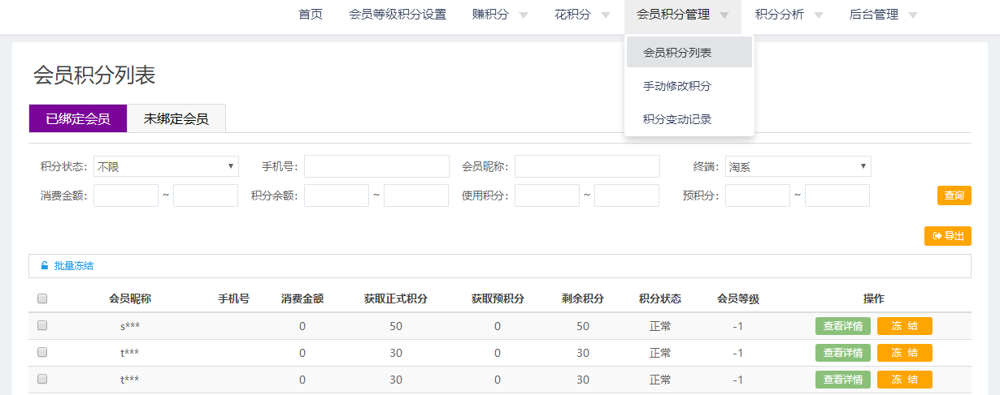 首页 会员等级积分设置 赚积分 花积分 会员积分管理 积分分析 后台管理
会员积分列表
手动修改积分
积分变动记录
会员积分列表
已绑定会员 未绑定会员
积分状态: 不限 手机号: 会员昵称: 终端: 淘系
消费金额: ~ 积分余额: ~ 使用积分: ~ 预积分: ~ 查询
导出
批量冻结
会员昵称 手机号 消费金额 获取正式积分 获取预积分 剩余积分 积分状态 会员等级 操作
s*** 0 50 0 50 正常 -1 查看详情 冻 结
t*** 0 30 0 30 正常 -1 查看详情 冻 结
t*** 0 30 0 30 正常 -1 查看详情 冻 结